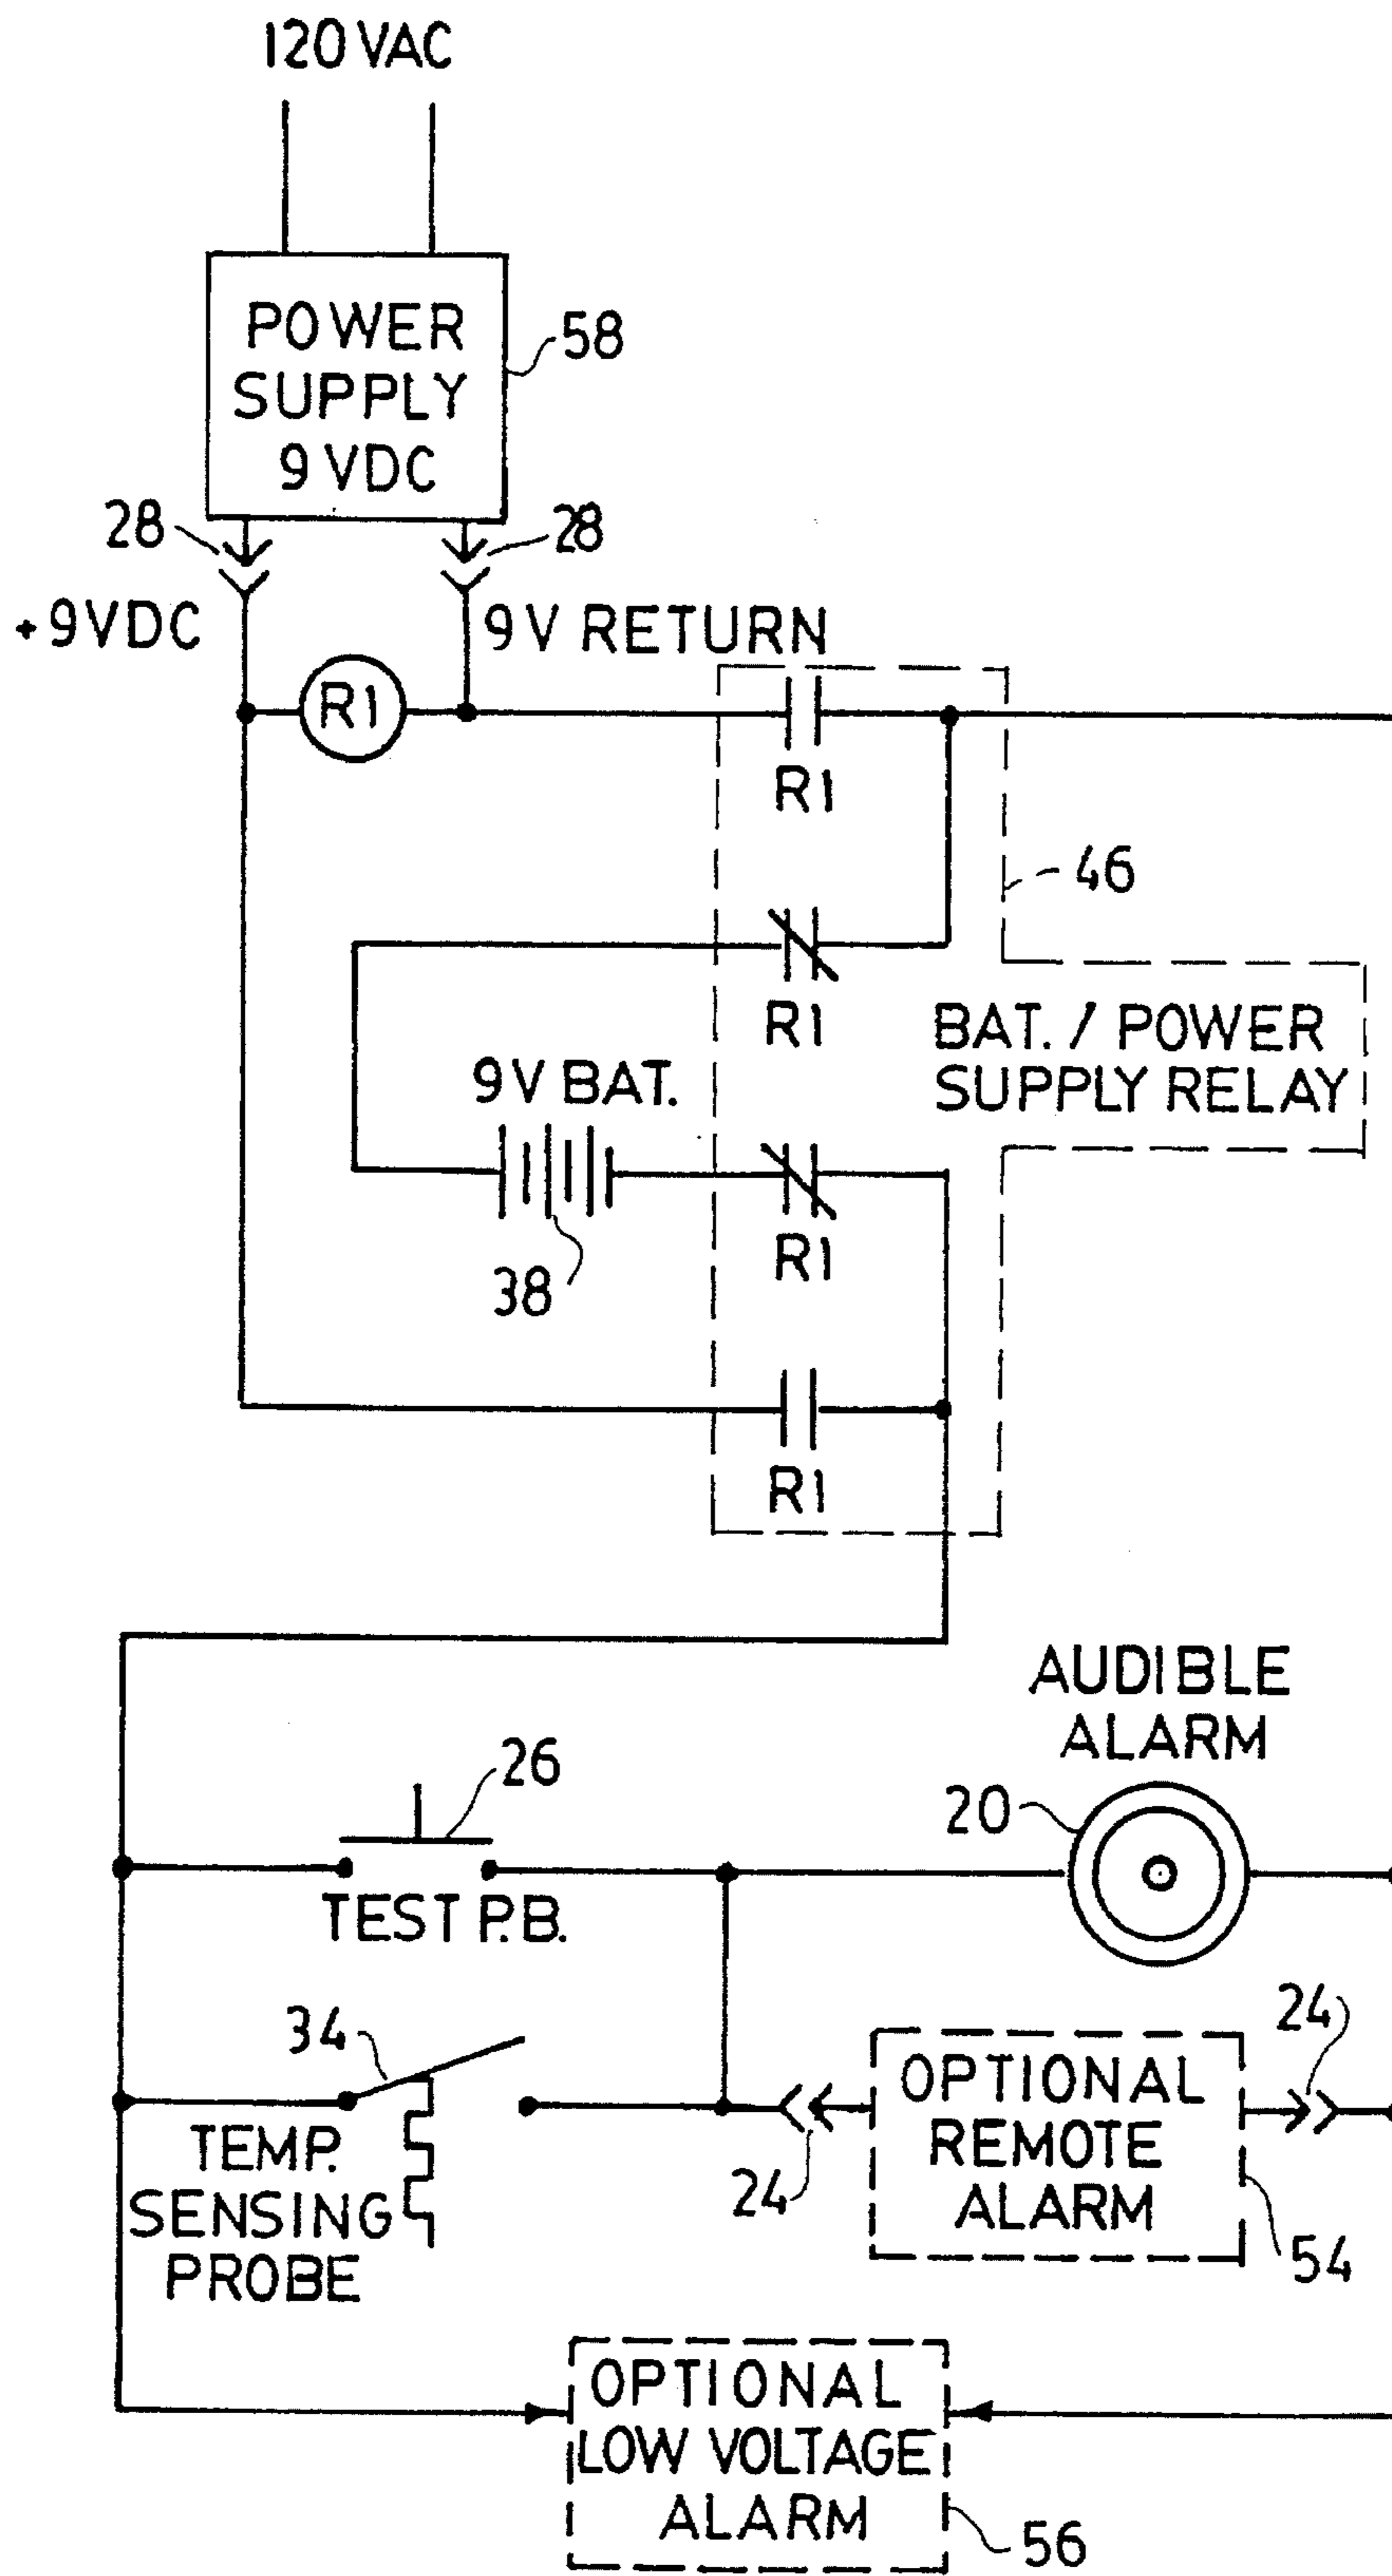 120 VAC
POWER
SUPPLY
9 VDC
58
28
28
+9VDC
9V RETURN
R1
R1
46
R1
BAT. / POWER
SUPPLY RELAY
9V BAT.
38
R1
R1
AUDIBLE
ALARM
26
20
TEST P.B.
34
24
OPTIONAL
REMOTE
ALARM
TEMP.
SENSING
PROBE
24
54
OPTIONAL
LOW VOLTAGE
ALARM
56